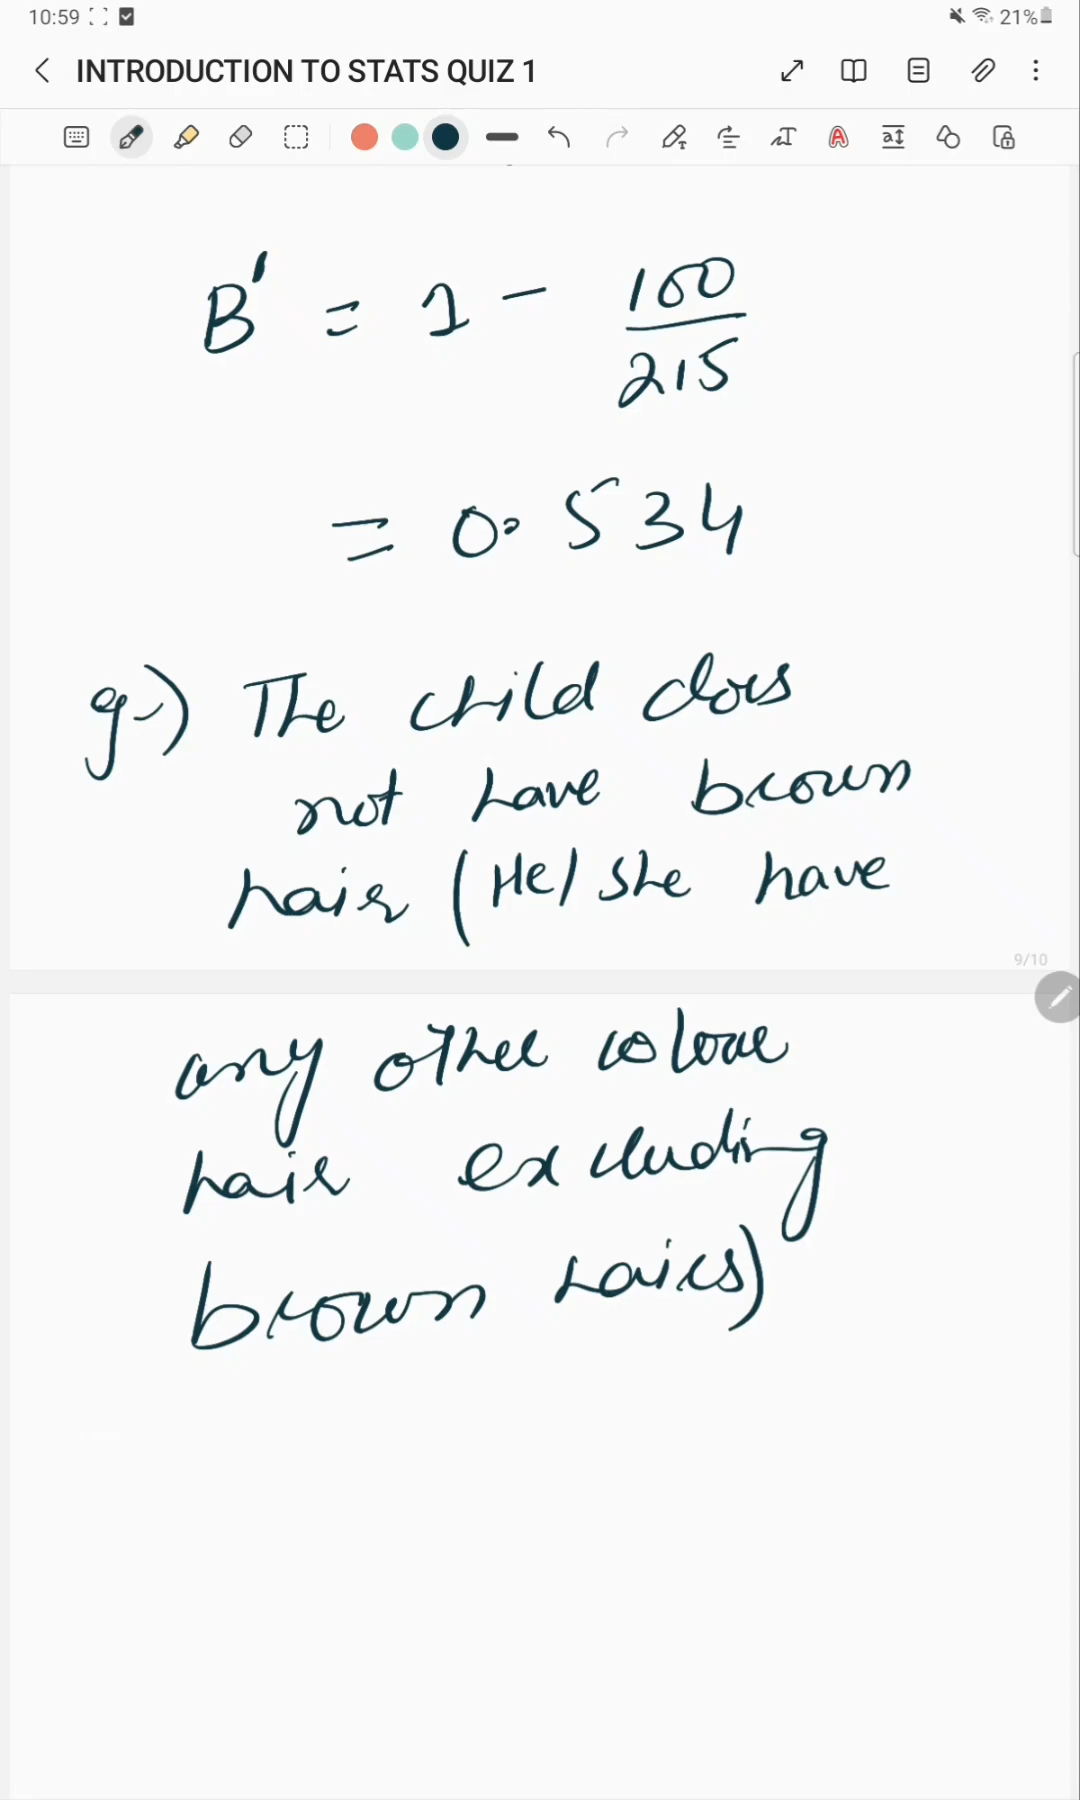 10:59 21%
INTRODUCTION TO STATS QUIZ 1
B' = 1 - 100/215
= 0.534
g.) The child does
not have brown
hair (He/she have
9/10
any other colour
hair excluding
brown hairs)